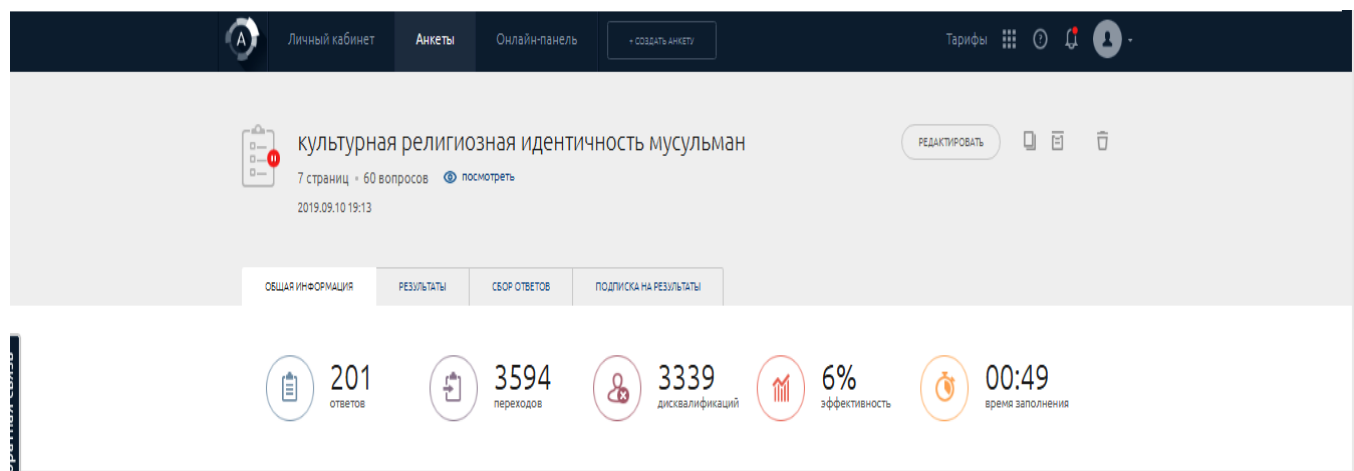 А Личный кабинет Анкеты Онлайн-панель + СОЗДАТЬ АНКЕТУ Тарифы
культурная религиозная идентичность мусульман РЕДАКТИРОВАТЬ
7 страниц • 60 вопросов посмотреть
2019.09.10 19:13
ОБЩАЯ ИНФОРМАЦИЯ РЕЗУЛЬТАТЫ СБОР ОТВЕТОВ ПОДПИСКА НА РЕЗУЛЬТАТЫ
201 3594 3339 6% 00:49
ответов переходов дисквалификаций эффективность время заполнения